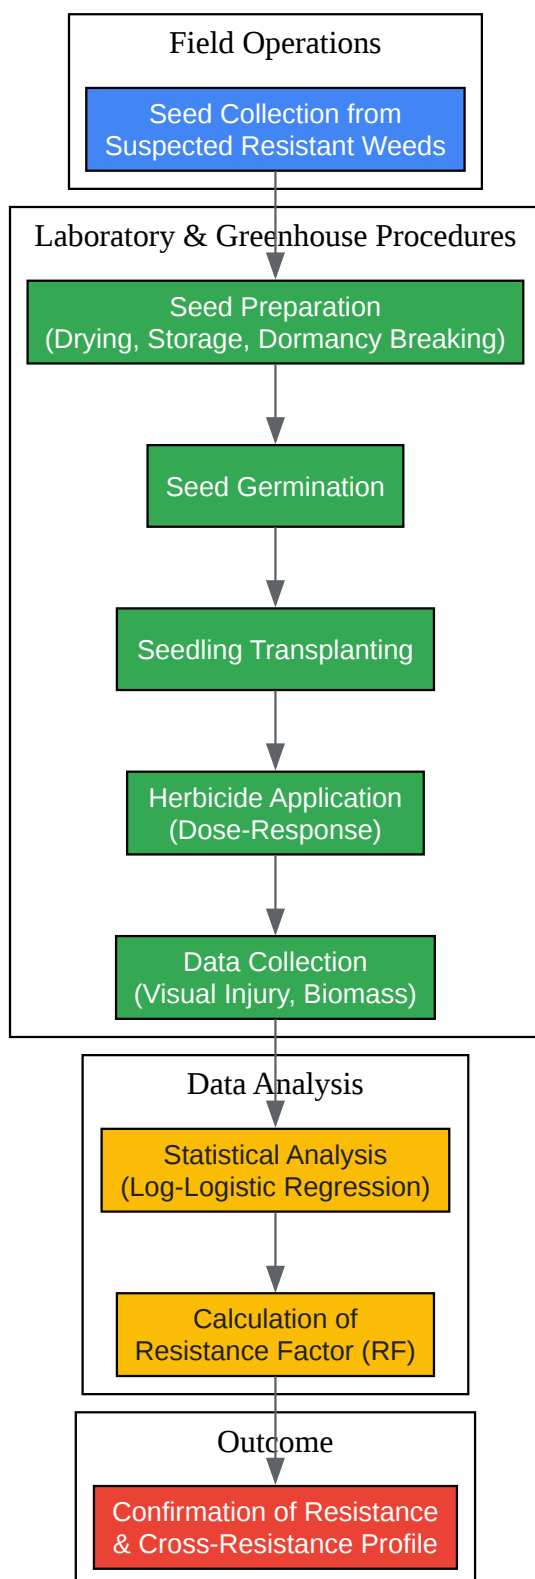 Field Operations
Seed Collection from
Suspected Resistant Weeds
Laboratory & Greenhouse Procedures
Seed Preparation
(Drying, Storage, Dormancy Breaking)
Seed Germination
Seedling Transplanting
Herbicide Application
(Dose-Response)
Data Collection
(Visual Injury, Biomass)
Data Analysis
Statistical Analysis
(Log-Logistic Regression)
Calculation of
Resistance Factor (RF)
Outcome
Confirmation of Resistance
& Cross-Resistance Profile